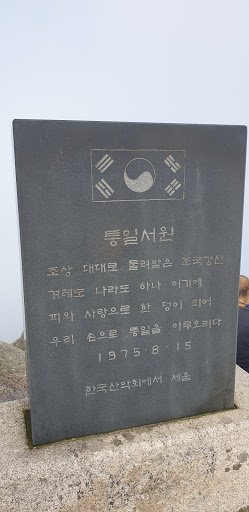 통일서원
조상 대대로 물려받은 조국강산
겨레도 나라도 하나 이기에
피와 사랑으로 한 덩이 되어
우리 손으로 통일을 이루오리다
1975·8·15
한국산악회에서 세움